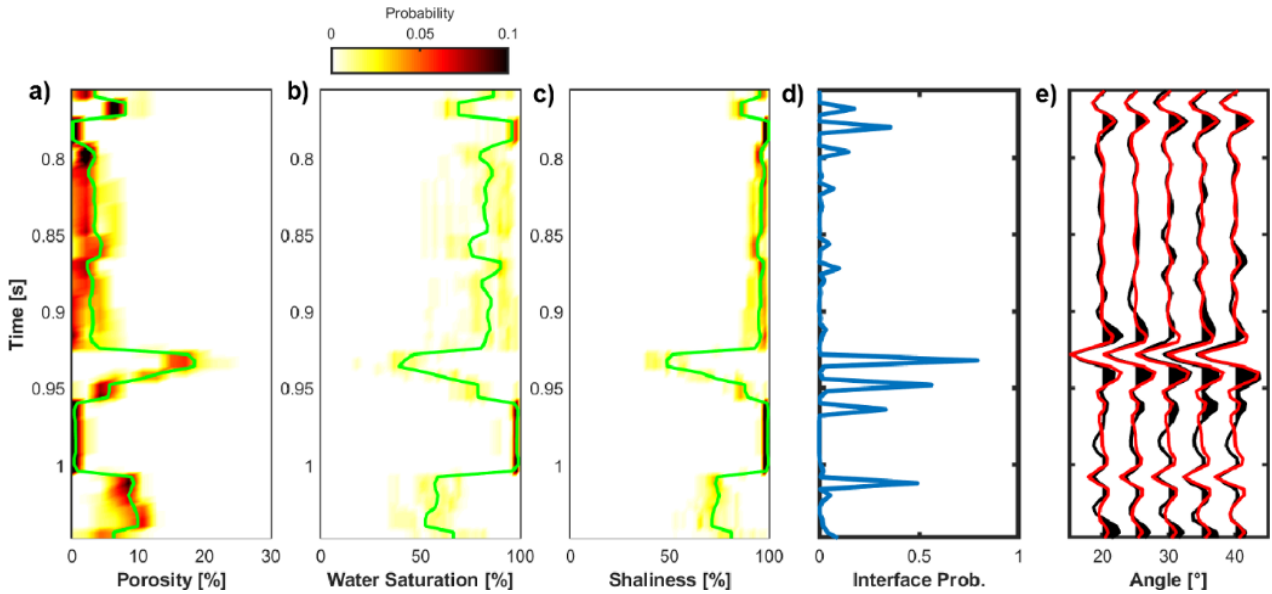 Probability
0 0.05 0.1
a) b) c) d) e)
0.8 0.8 0.8
0.85 0.85 0.85
0.9 0.9 0.9
0.95 0.95 0.95
1 1 1
Time [s]
0 10 20 30 0 50 100 0 50 100 0 0.5 1 20 30 40
Porosity [%] Water Saturation [%] Shaliness [%] Interface Prob. Angle [°]